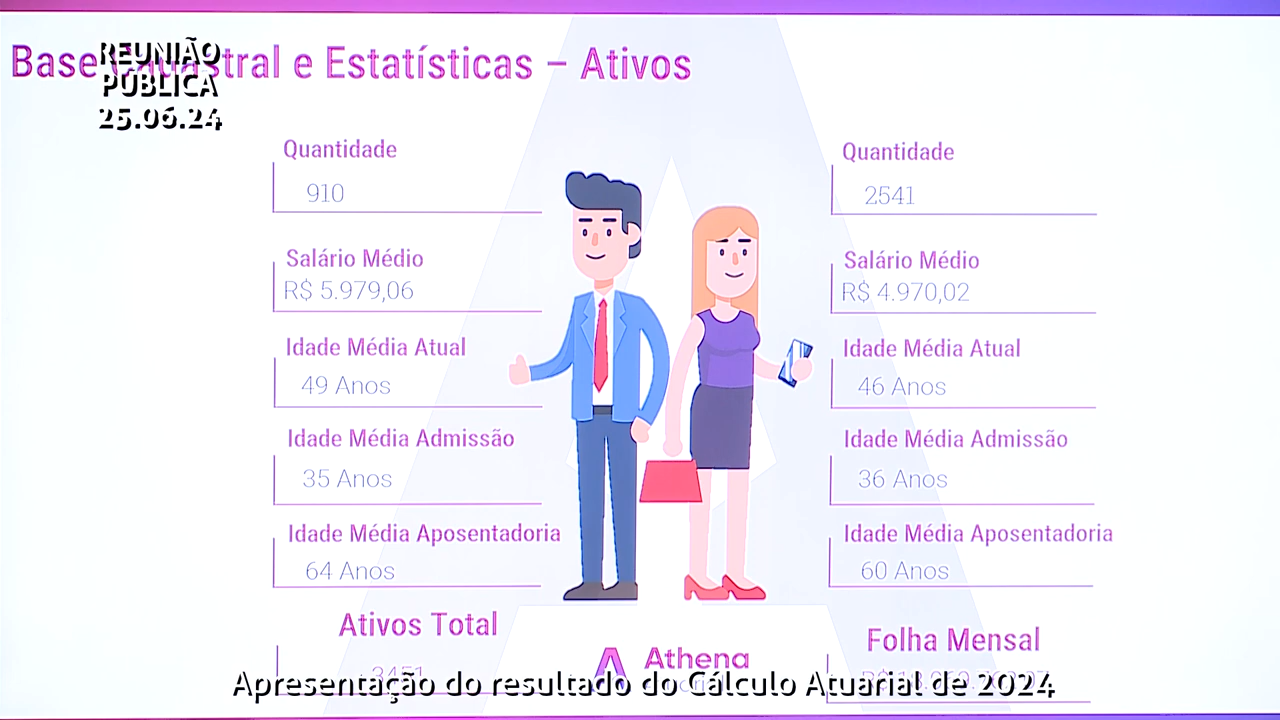 Base Cadastral e Estatísticas – Ativos
REUNIÃO
PÚBLICA
25.06.24
Quantidade
910
Salário Médio
R$ 5.979,06
Idade Média Atual
49 Anos
Idade Média Admissão
35 Anos
Idade Média Aposentadoria
64 Anos
Ativos Total
3451
Quantidade
2541
Salário Médio
R$ 4.970,02
Idade Média Atual
46 Anos
Idade Média Admissão
36 Anos
Idade Média Aposentadoria
60 Anos
Folha Mensal
R$
Athena
Apresentação do resultado do Cálculo Atuarial de 2024